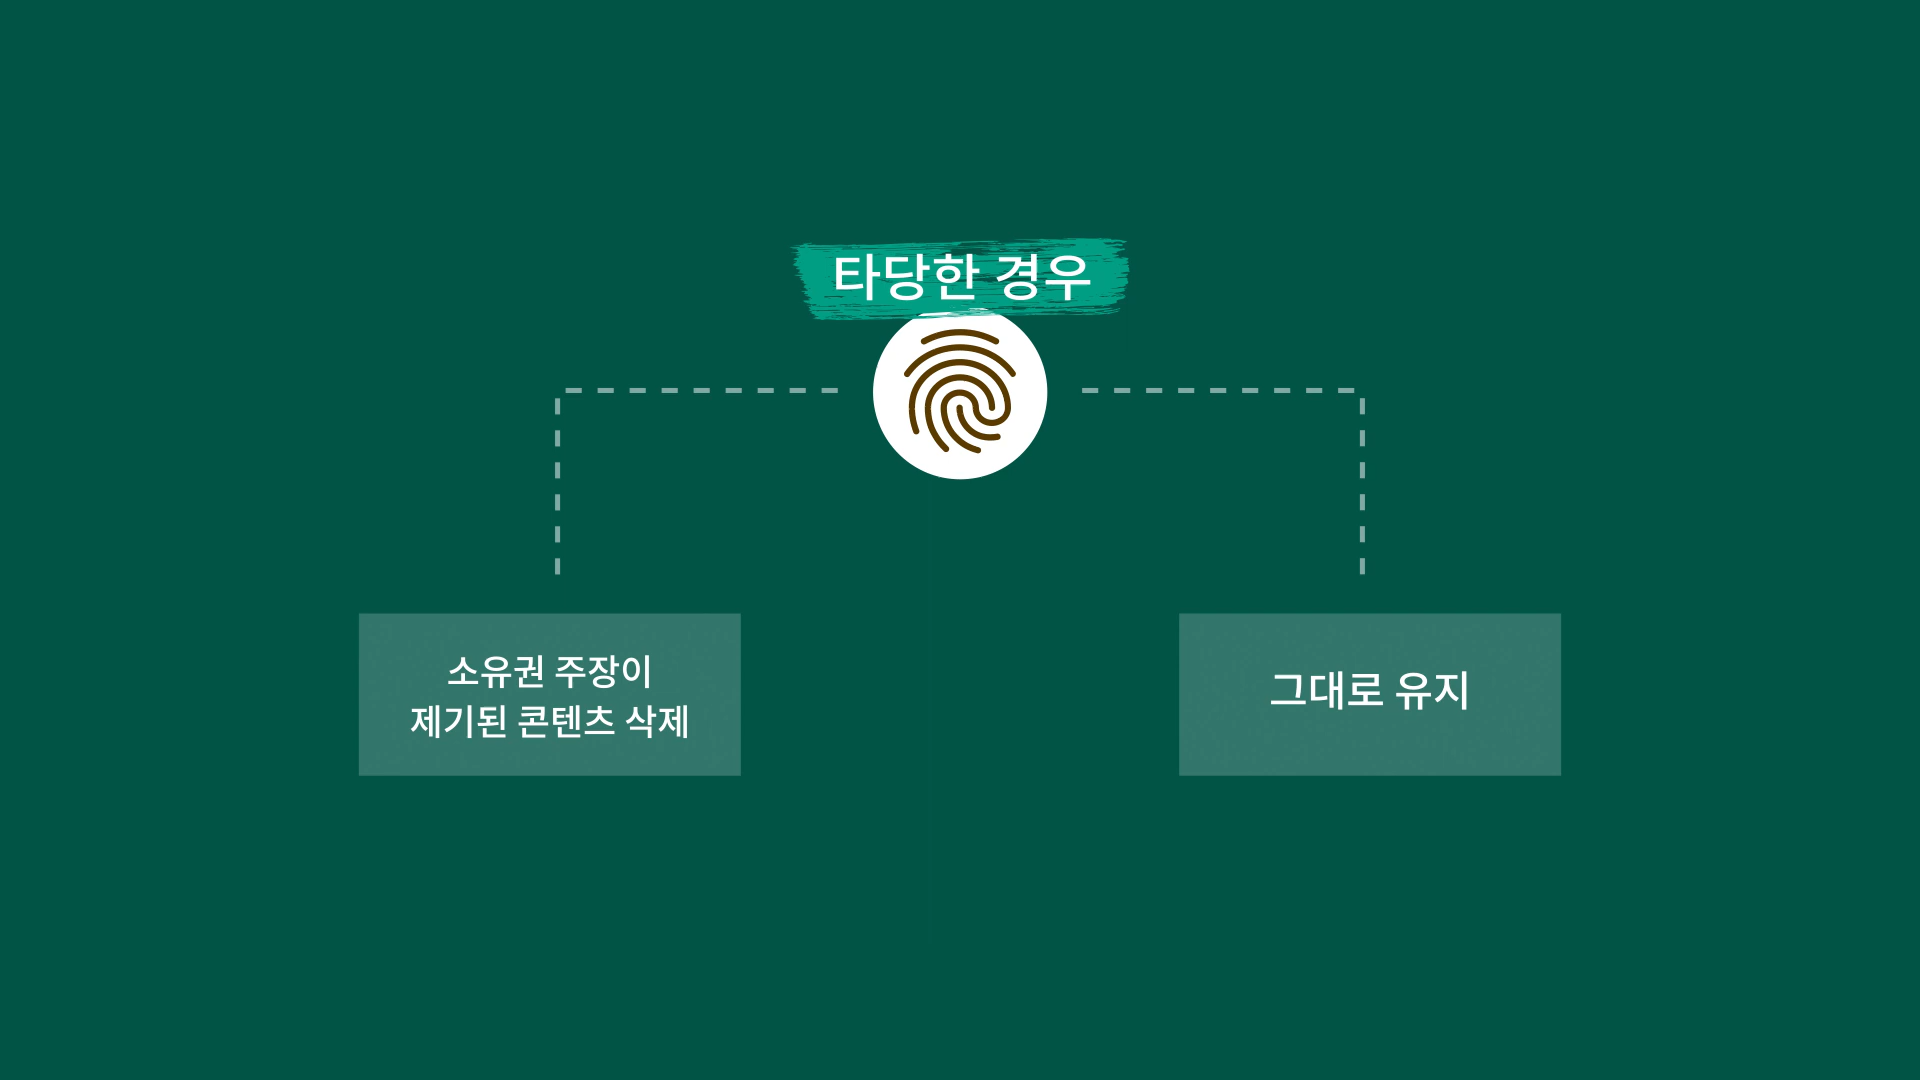 타당한 경우
소유권 주장이
제기된 콘텐츠 삭제
그대로 유지